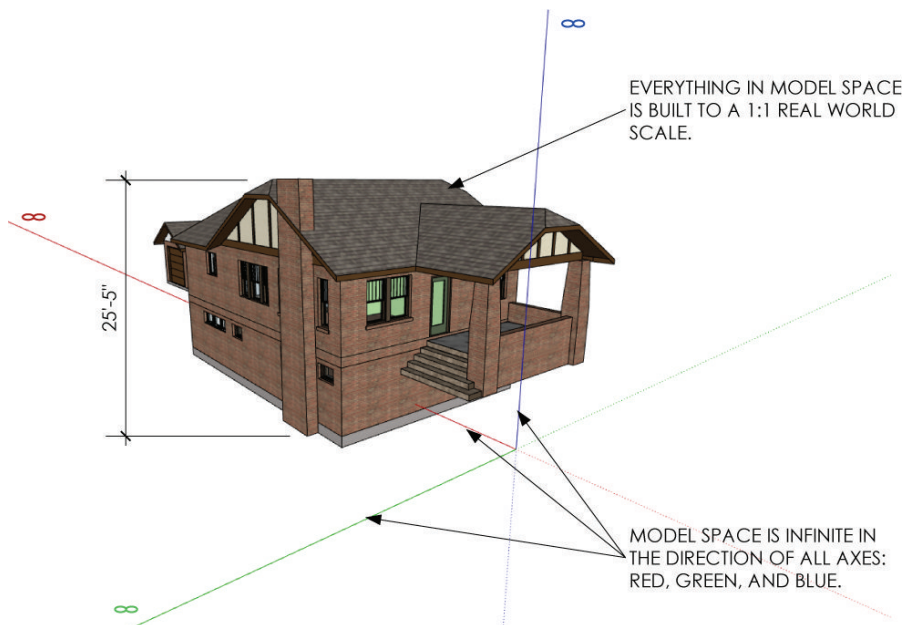 ∞
EVERYTHING IN MODEL SPACE
IS BUILT TO A 1:1 REAL WORLD
SCALE.
∞
25'-5"
MODEL SPACE IS INFINITE IN
THE DIRECTION OF ALL AXES:
RED, GREEN, AND BLUE.
∞